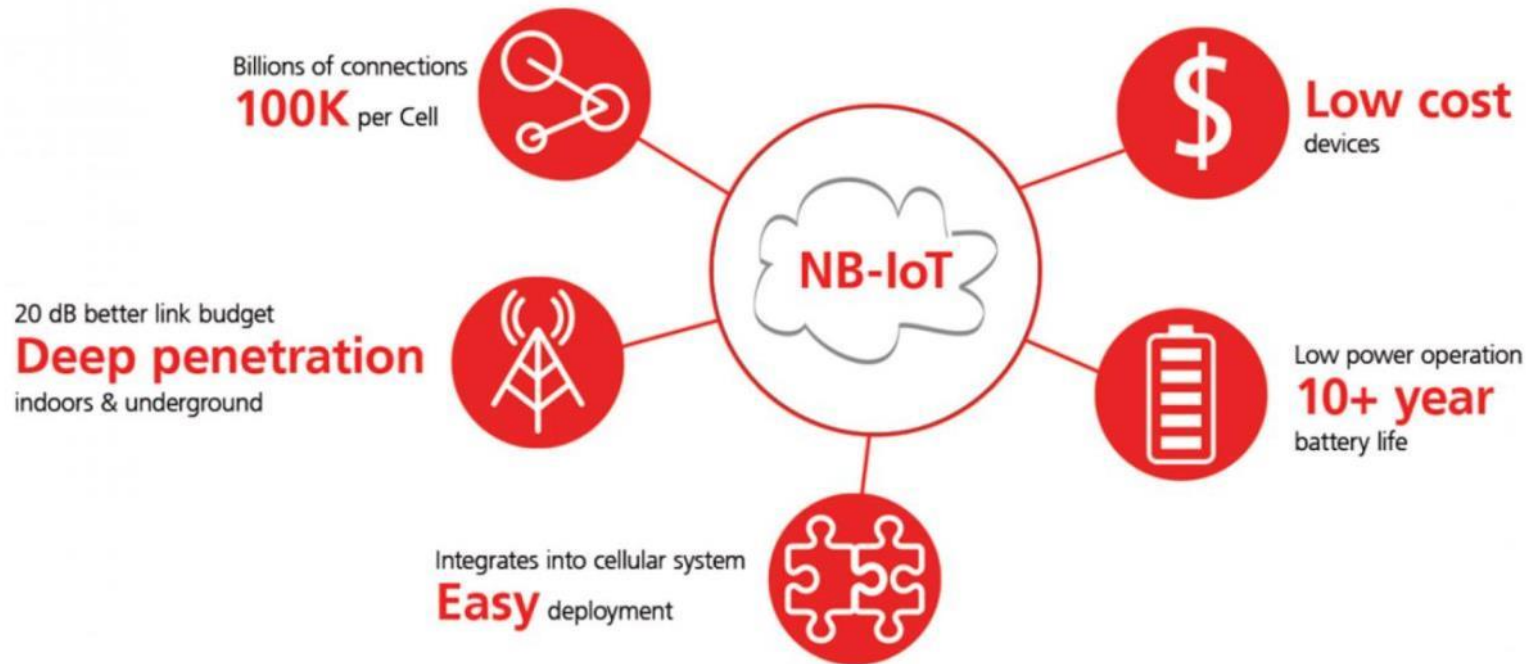 Billions of connections
100K per Cell
$
Low cost
devices
NB-IoT
20 dB better link budget
Deep penetration
indoors & underground
Low power operation
10+ year
battery life
Integrates into cellular system
Easy deployment